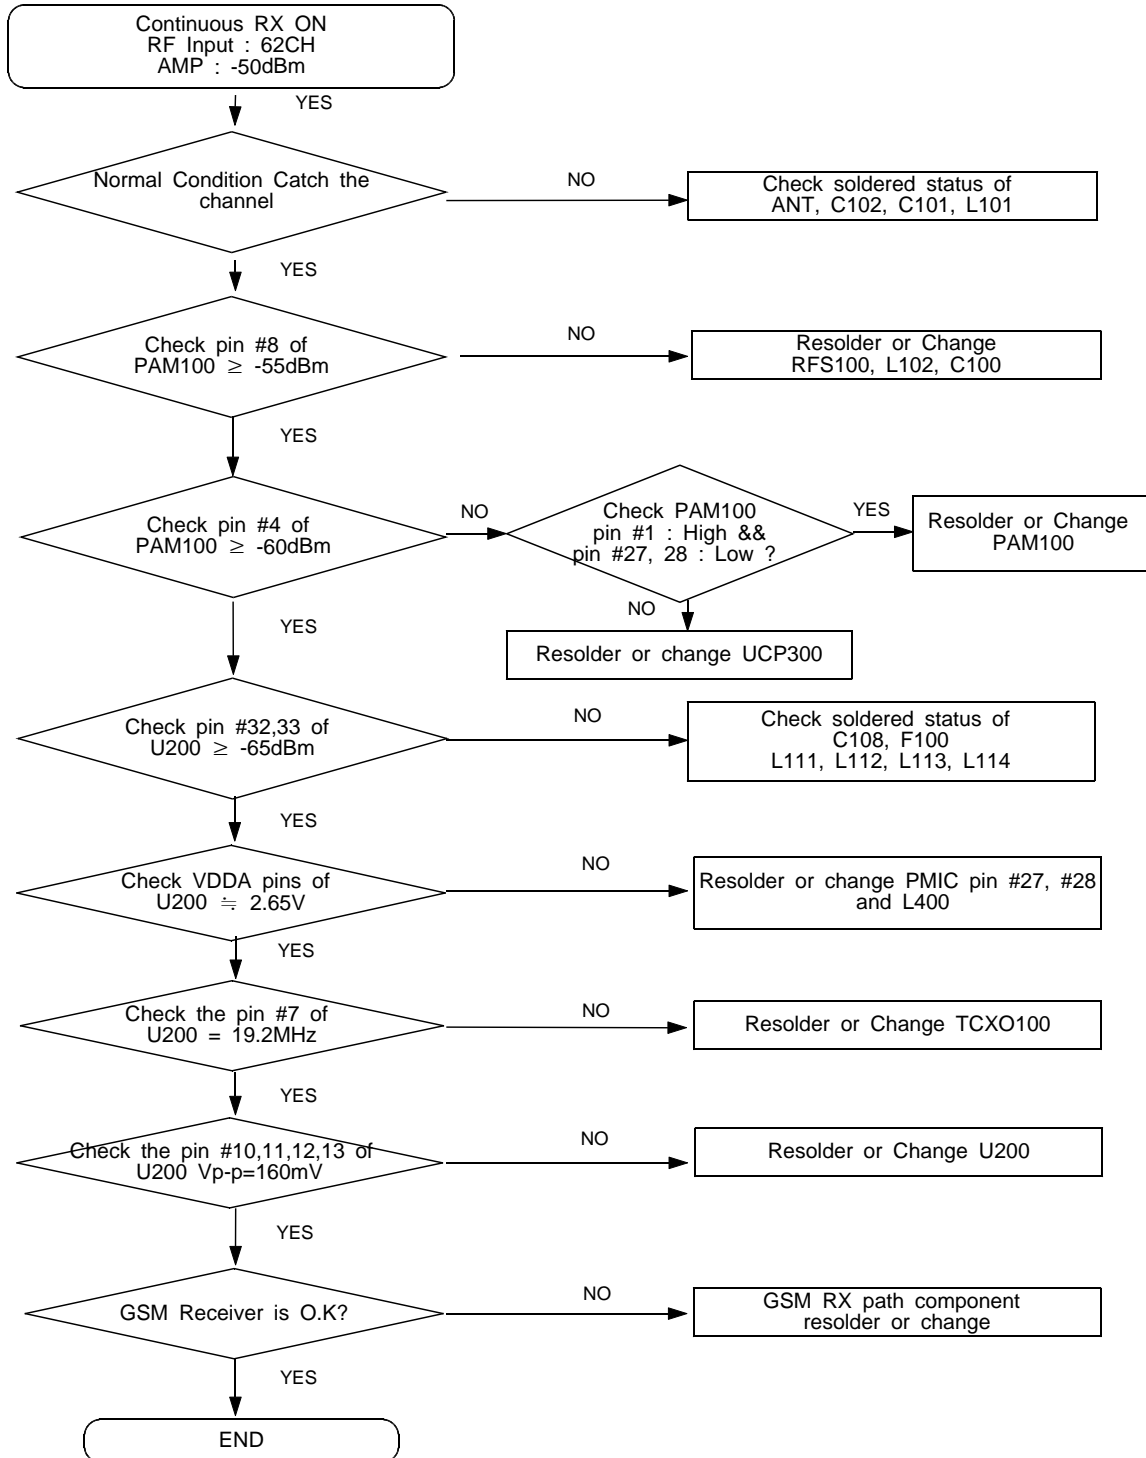 Continuous RX ON
RF Input : 62CH
AMP : -50dBm
YES
Normal Condition Catch the
channel
NO
Check soldered status of
ANT, C102, C101, L101
YES
Check pin #8 of
PAM100 ≥ -55dBm
NO
Resolder or Change
RFS100, L102, C100
YES
Check pin #4 of
PAM100 ≥ -60dBm
NO
Check PAM100
pin #1 : High &&
pin #27, 28 : Low ?
YES
Resolder or Change
PAM100
NO
Resolder or change UCP300
YES
Check pin #32,33 of
U200 ≥ -65dBm
NO
Check soldered status of
C108, F100
L111, L112, L113, L114
YES
Check VDDA pins of
U200 ≒ 2.65V
NO
Resolder or change PMIC pin #27, #28
and L400
YES
Check the pin #7 of
U200 = 19.2MHz
NO
Resolder or Change TCXO100
YES
Check the pin #10,11,12,13 of
U200 Vp-p=160mV
NO
Resolder or Change U200
YES
GSM Receiver is O.K?
NO
GSM RX path component
resolder or change
YES
END